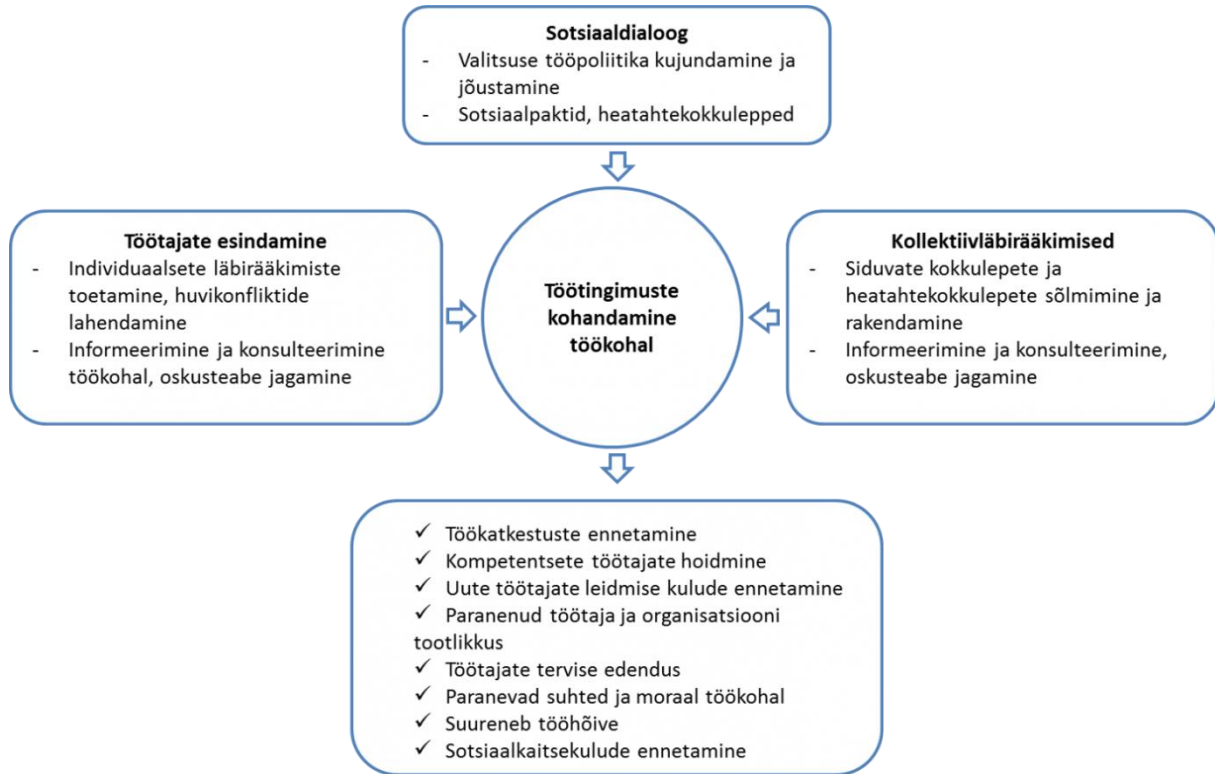 Sotsiaaldialoog
- Valitsuse tööpoliitika kujundamine ja
jõustamine
- Sotsiaalpaktid, heatahtekokkulepped
Töötajate esindamine
- Individuaalsete läbirääkimiste
toetamine, huvikonfliktide
lahendamine
- Informeerimine ja konsulteerimine
töökohal, oskusteabe jagamine
Töötingimuste
kohandamine
töökohal
Kollektiivläbirääkimised
- Siduvate kokkulepete ja
heatahtekokkulepete sõlmimine ja
rakendamine
- Informeerimine ja konsulteerimine,
oskusteabe jagamine
✓ Töökatkestuste ennetamine
✓ Kompetentsete töötajate hoidmine
✓ Uute töötajate leidmise kulude ennetamine
✓ Paranenud töötaja ja organisatsiooni
tootlikkus
✓ Töötajate tervise edendus
✓ Paranevad suhted ja moraal töökohal
✓ Suureneb tööhõive
✓ Sotsiaalkaitsekulude ennetamine